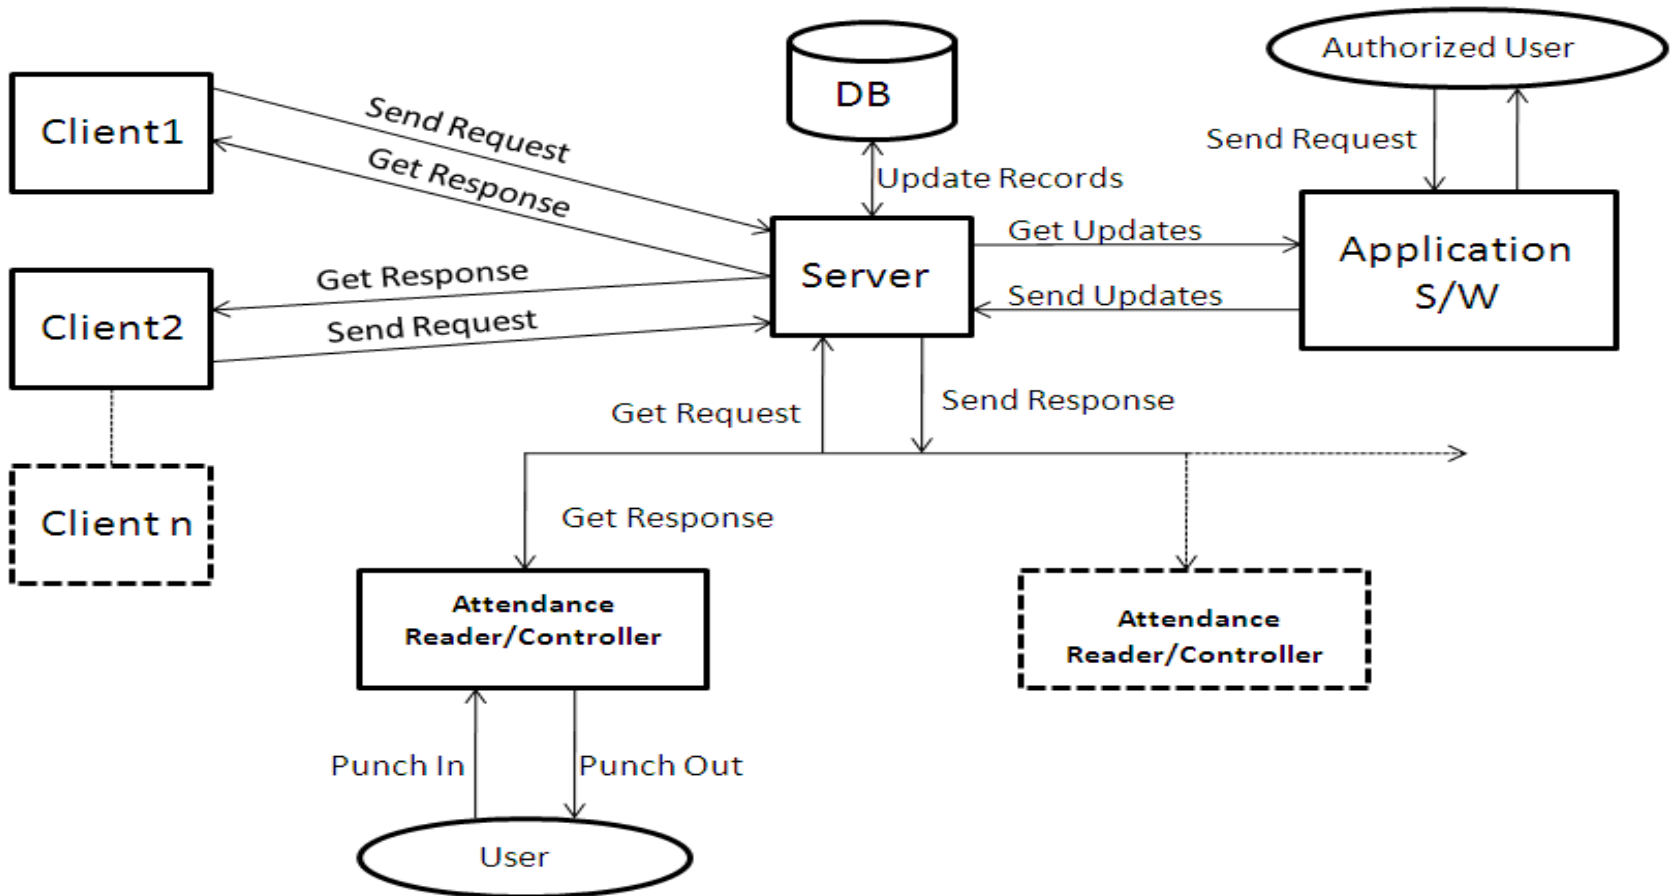 Authorized User
DB
Client1
Send Request
Get Response
Send Request
Update Records
Get Updates
Application
S/W
Server
Get Response
Send Updates
Client2
Send Request
Get Request
Send Response
Client n
Get Response
Attendance
Reader/Controller
Attendance
Reader/Controller
Punch In
Punch Out
User